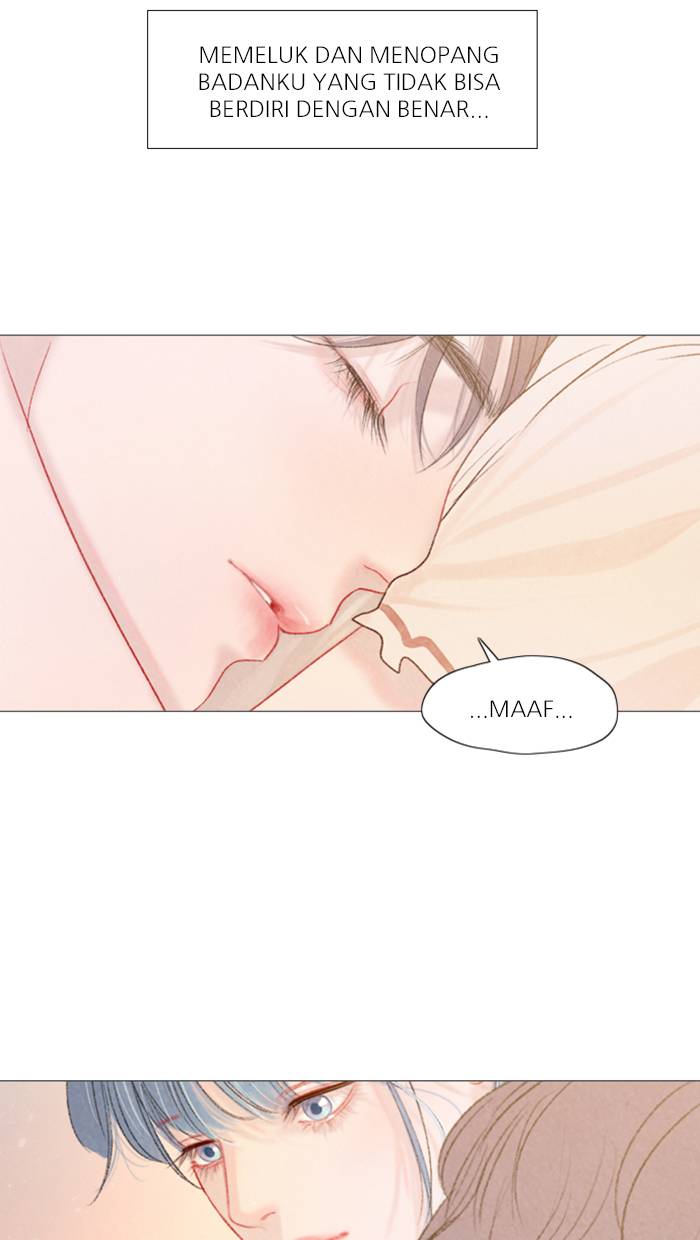 MEMELUK DAN MENOPANG
BADANKU YANG TIDAK BISA
BERDIRI DENGAN BENAR...
...MAAF...